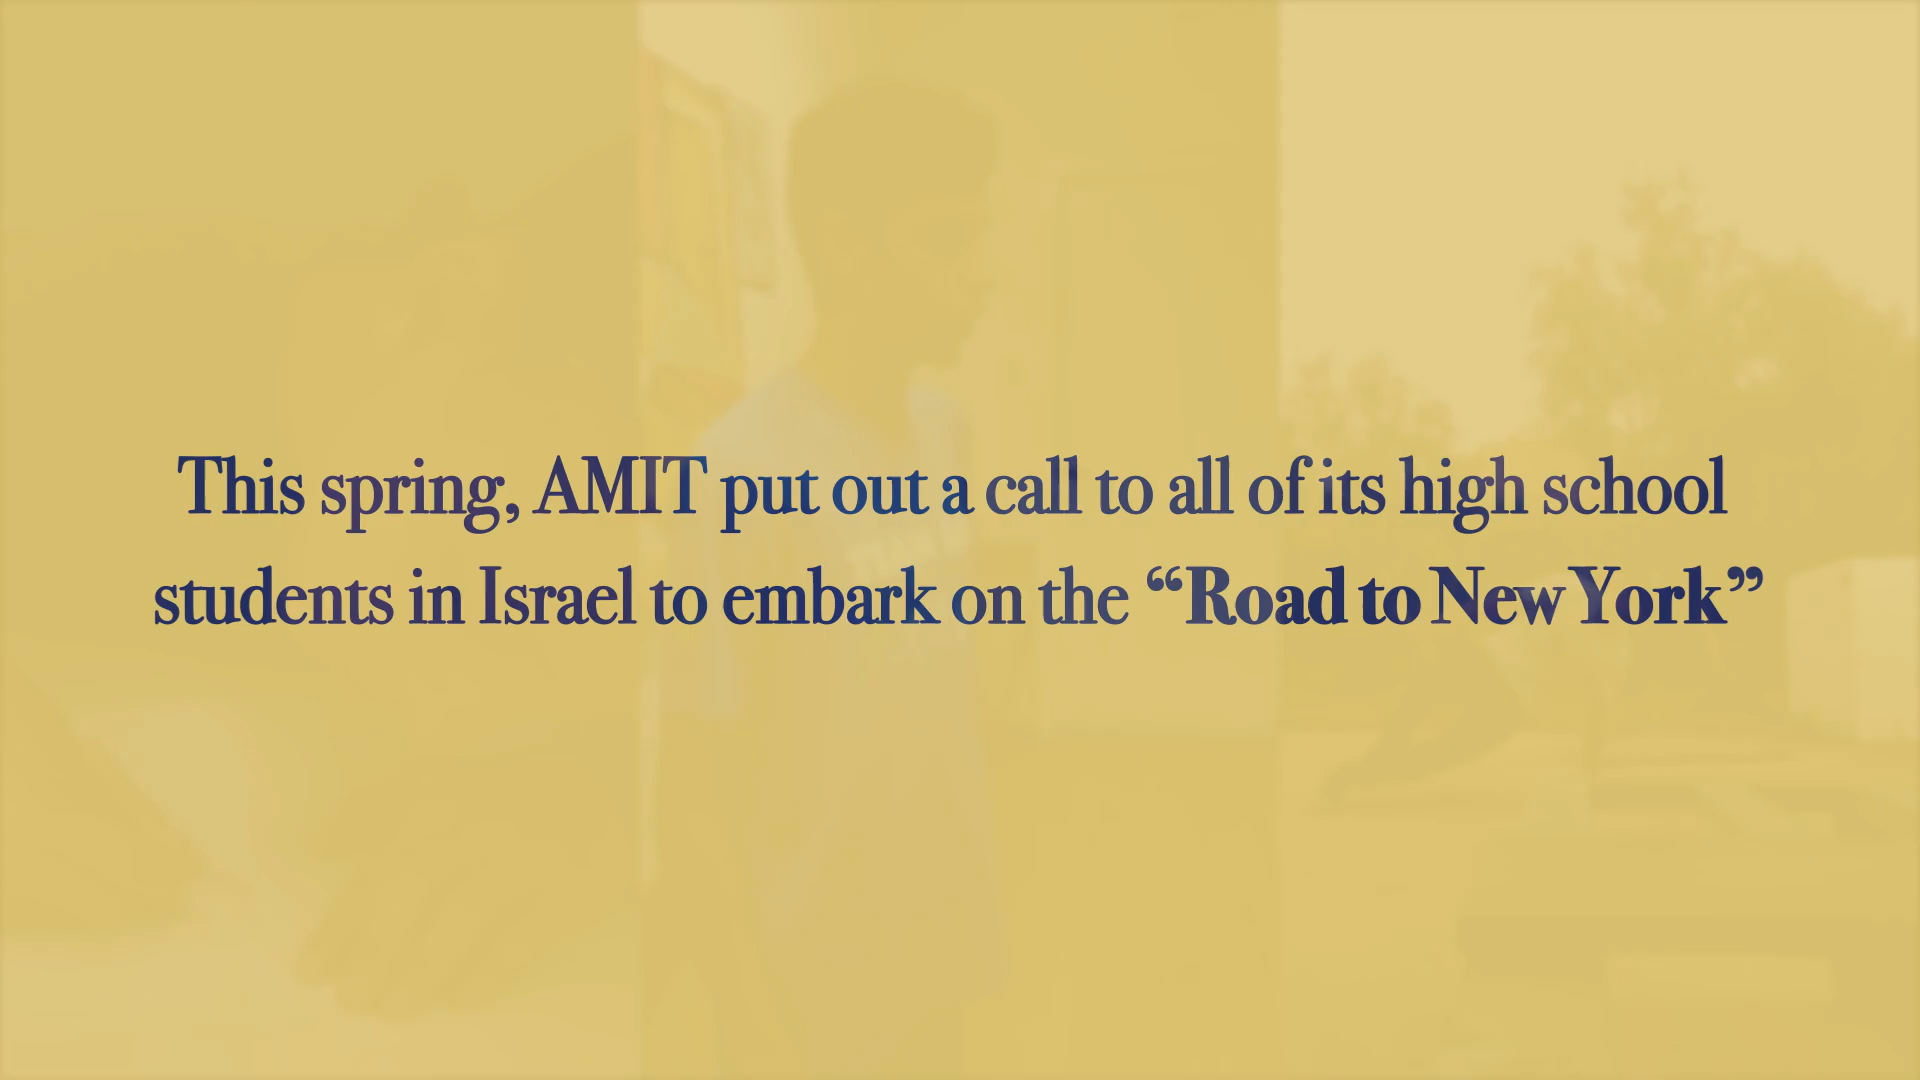 This spring, AMIT put out a call to all of its high school
students in Israel to embark on the “Road to New York”